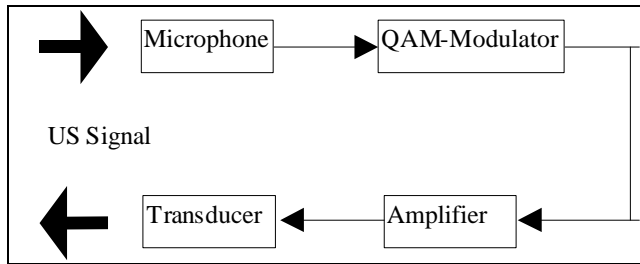 Microphone
QAM-Modulator
US Signal
Transducer
Amplifier